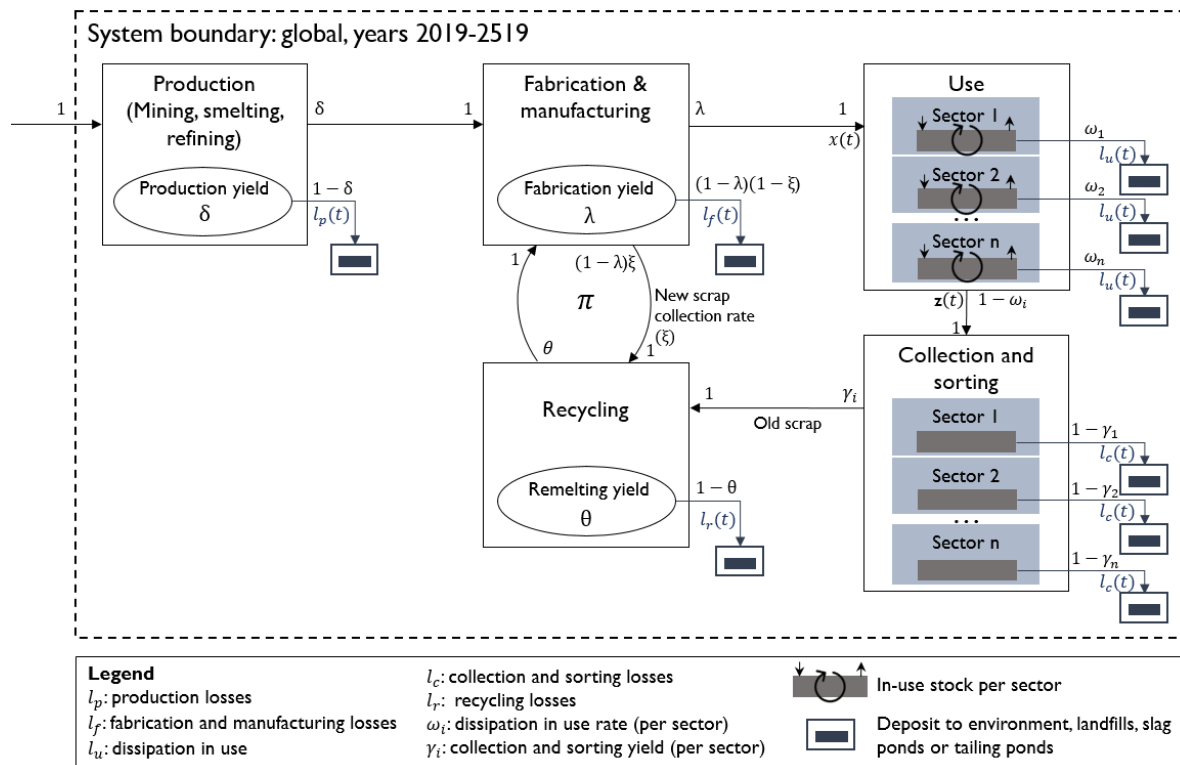 System boundary: global, years 2019-2519
Production
(Mining, smelting,
refining)
Production yield
δ
1
δ
1 − δ
l_p(t)
1
Fabrication &
manufacturing
Fabrication yield
λ
λ
(1 − λ)(1 − ξ)
l_f(t)
1
x(t)
Use
Sector 1
Sector 2
...
Sector n
ω_1
l_u(t)
ω_2
l_u(t)
ω_n
l_u(t)
1
(1 − λ)ξ
π
New scrap
collection rate
(ξ)
θ
1
z(t)
1 − ω_i
1
Recycling
Remelting yield
θ
1 − θ
l_r(t)
1
γ_i
Old scrap
Collection and
sorting
Sector 1
Sector 2
...
Sector n
1 − γ_1
l_c(t)
1 − γ_2
l_c(t)
1 − γ_n
l_c(t)
Legend
l_p: production losses
l_f: fabrication and manufacturing losses
l_u: dissipation in use
l_c: collection and sorting losses
l_r: recycling losses
ω_i: dissipation in use rate (per sector)
γ_i: collection and sorting yield (per sector)
In-use stock per sector
Deposit to environment, landfills, slag
ponds or tailing ponds